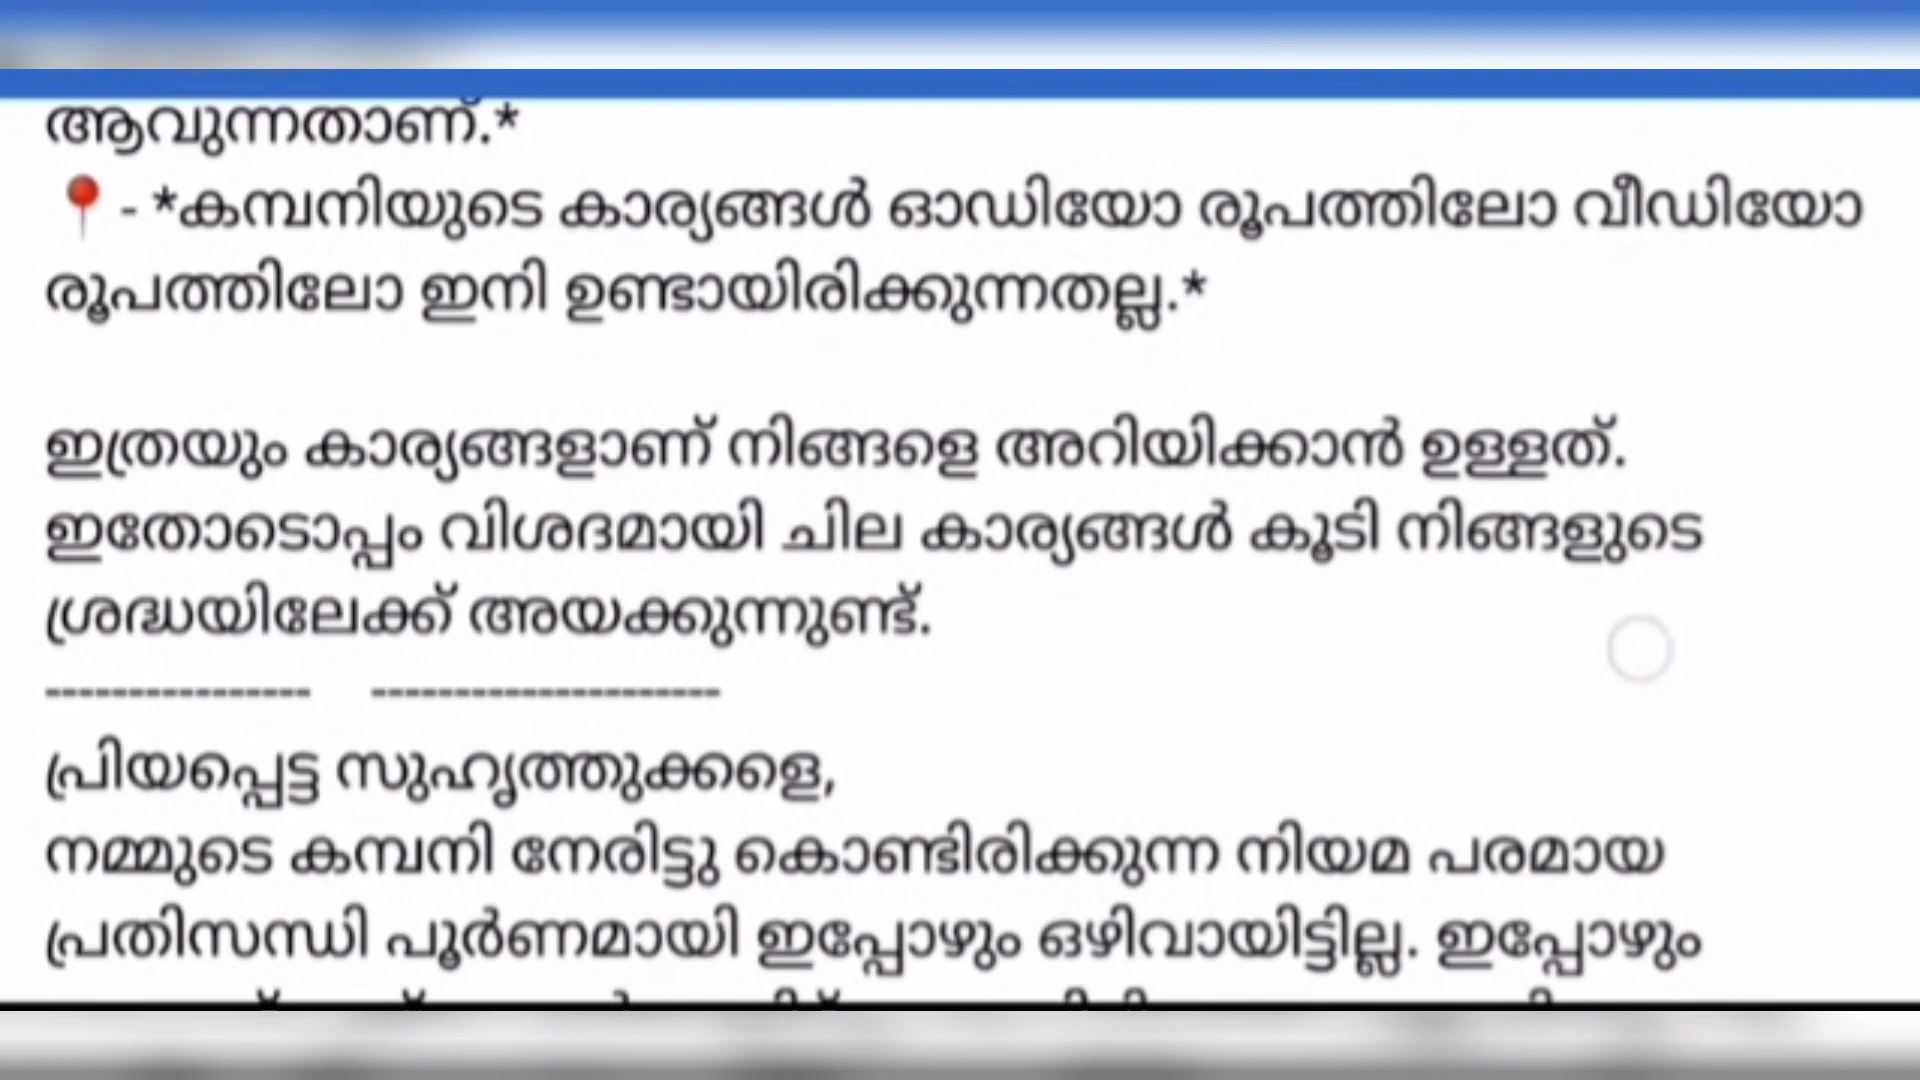 ആവുന്നതാണ്.*
📍- *കമ്പനിയുടെ കാര്യങ്ങൾ ഓഡിയോ രൂപത്തിലോ വീഡിയോ
രൂപത്തിലോ ഇനി ഉണ്ടായിരിക്കുന്നതല്ല.*
ഇത്രയും കാര്യങ്ങളാണ് നിങ്ങളെ അറിയിക്കാൻ ഉള്ളത്.
ഇതോടൊപ്പം വിശദമായി ചില കാര്യങ്ങൾ കൂടി നിങ്ങളുടെ
ശ്രദ്ധയിലേക്ക് അയക്കുന്നുണ്ട്.
---------------- ---------------------
പ്രിയപ്പെട്ട സുഹൃത്തുക്കളെ,
നമ്മുടെ കമ്പനി നേരിട്ടു കൊണ്ടിരിക്കുന്ന നിയമ പരമായ
പ്രതിസന്ധി പൂർണമായി ഇപ്പോഴും ഒഴിവായിട്ടില്ല. ഇപ്പോഴും